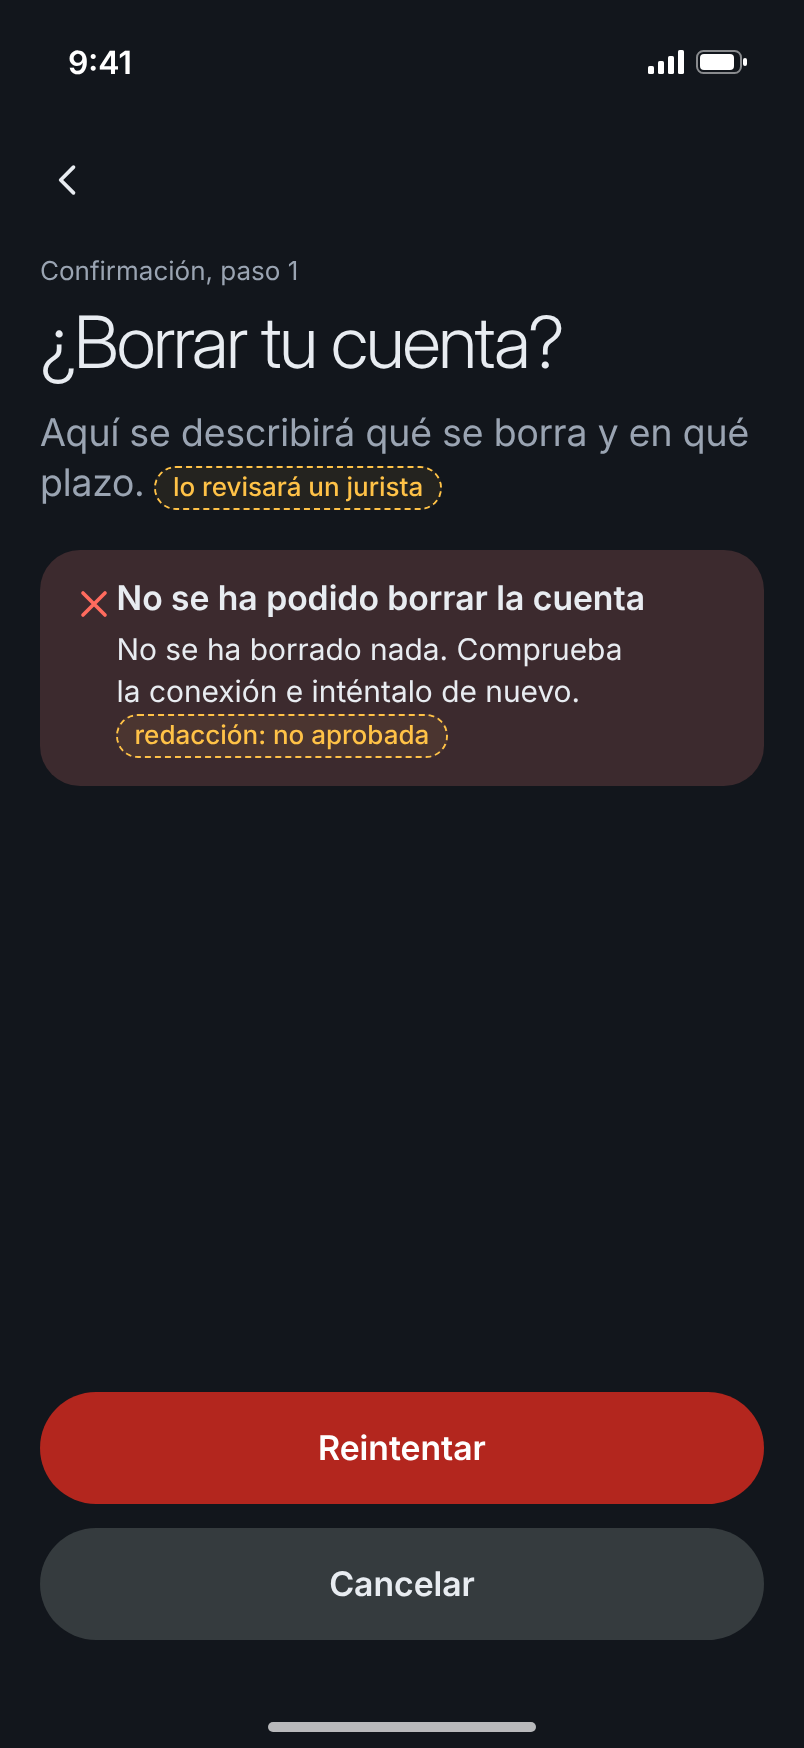 9:41
Confirmación, paso 1
¿Borrar tu cuenta?
Aquí se describirá qué se borra y en qué
plazo. lo revisará un jurista
No se ha podido borrar la cuenta
No se ha borrado nada. Comprueba
la conexión e inténtalo de nuevo.
redacción: no aprobada
Reintentar
Cancelar